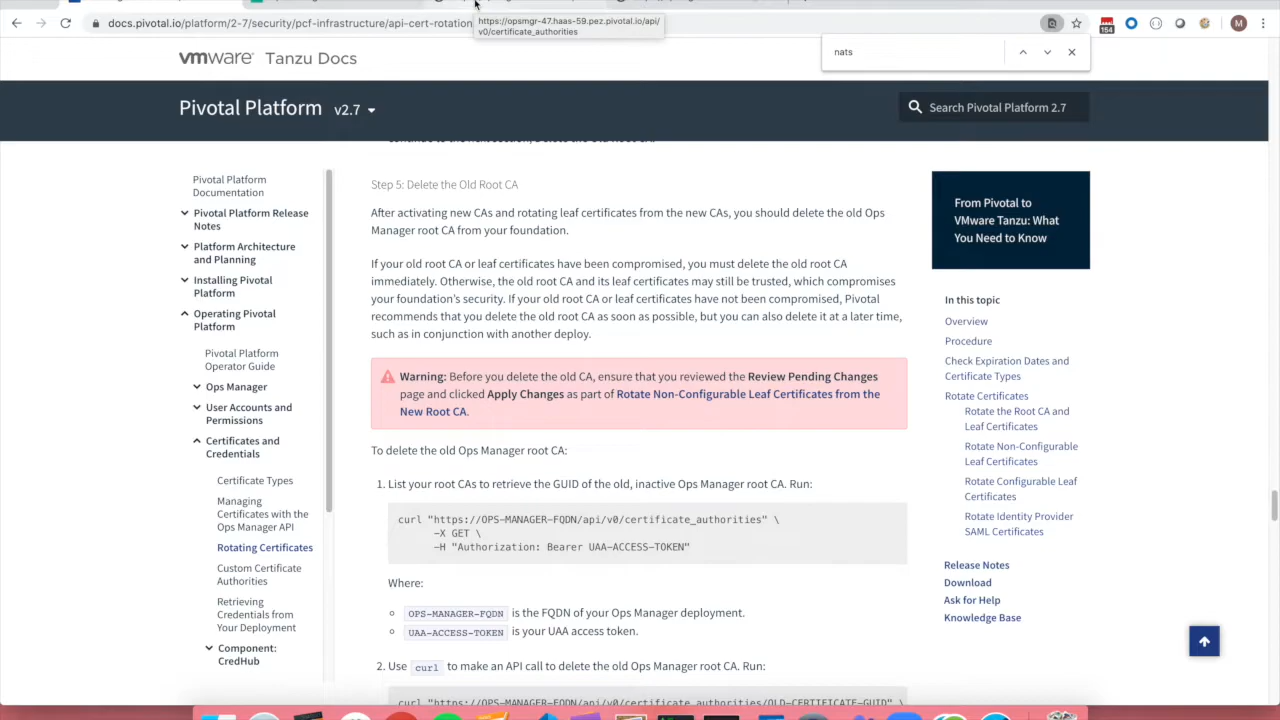 docs.pivotal.io/platform/2-7/security/pcf-infrastructure/api-cert-rotation
https://opsmgr-47.haas-59.pez.pivotal.io/api/
v0/certificate_authorities
154
M
nats
vmware Tanzu Docs
Pivotal Platform v2.7
Search Pivotal Platform 2.7
Pivotal Platform
Documentation
Pivotal Platform Release
Notes
Platform Architecture
and Planning
Installing Pivotal
Platform
Operating Pivotal
Platform
Pivotal Platform
Operator Guide
Ops Manager
User Accounts and
Permissions
Certificates and
Credentials
Certificate Types
Managing
Certificates with the
Ops Manager API
Rotating Certificates
Custom Certificate
Authorities
Retrieving
Credentials from
Your Deployment
Component:
CredHub
Step 5: Delete the Old Root CA
After activating new CAs and rotating leaf certificates from the new CAs, you should delete the old Ops
Manager root CA from your foundation.
If your old root CA or leaf certificates have been compromised, you must delete the old root CA
immediately. Otherwise, the old root CA and its leaf certificates may still be trusted, which compromises
your foundation's security. If your old root CA or leaf certificates have not been compromised, Pivotal
recommends that you delete the old root CA as soon as possible, but you can also delete it at a later time,
such as in conjunction with another deploy.
Warning: Before you delete the old CA, ensure that you reviewed the Review Pending Changes
page and clicked Apply Changes as part of Rotate Non-Configurable Leaf Certificates from the
New Root CA.
To delete the old Ops Manager root CA:
1. List your root CAs to retrieve the GUID of the old, inactive Ops Manager root CA. Run:
curl "https://OPS-MANAGER-FQDN/api/v0/certificate_authorities" \
-X GET \
-H "Authorization: Bearer UAA-ACCESS-TOKEN"
Where:
OPS-MANAGER-FQDN is the FQDN of your Ops Manager deployment.
UAA-ACCESS-TOKEN is your UAA access token.
2. Use curl to make an API call to delete the old Ops Manager root CA. Run:
curl "https://OPS-MANAGER-FQDN/api/v0/certificate_authorities/OLD-CERTIFICATE-GUID" \
From Pivotal to
VMware Tanzu: What
You Need to Know
In this topic
Overview
Procedure
Check Expiration Dates and
Certificate Types
Rotate Certificates
Rotate the Root CA and
Leaf Certificates
Rotate Non-Configurable
Leaf Certificates
Rotate Configurable Leaf
Certificates
Rotate Identity Provider
SAML Certificates
Release Notes
Download
Ask for Help
Knowledge Base